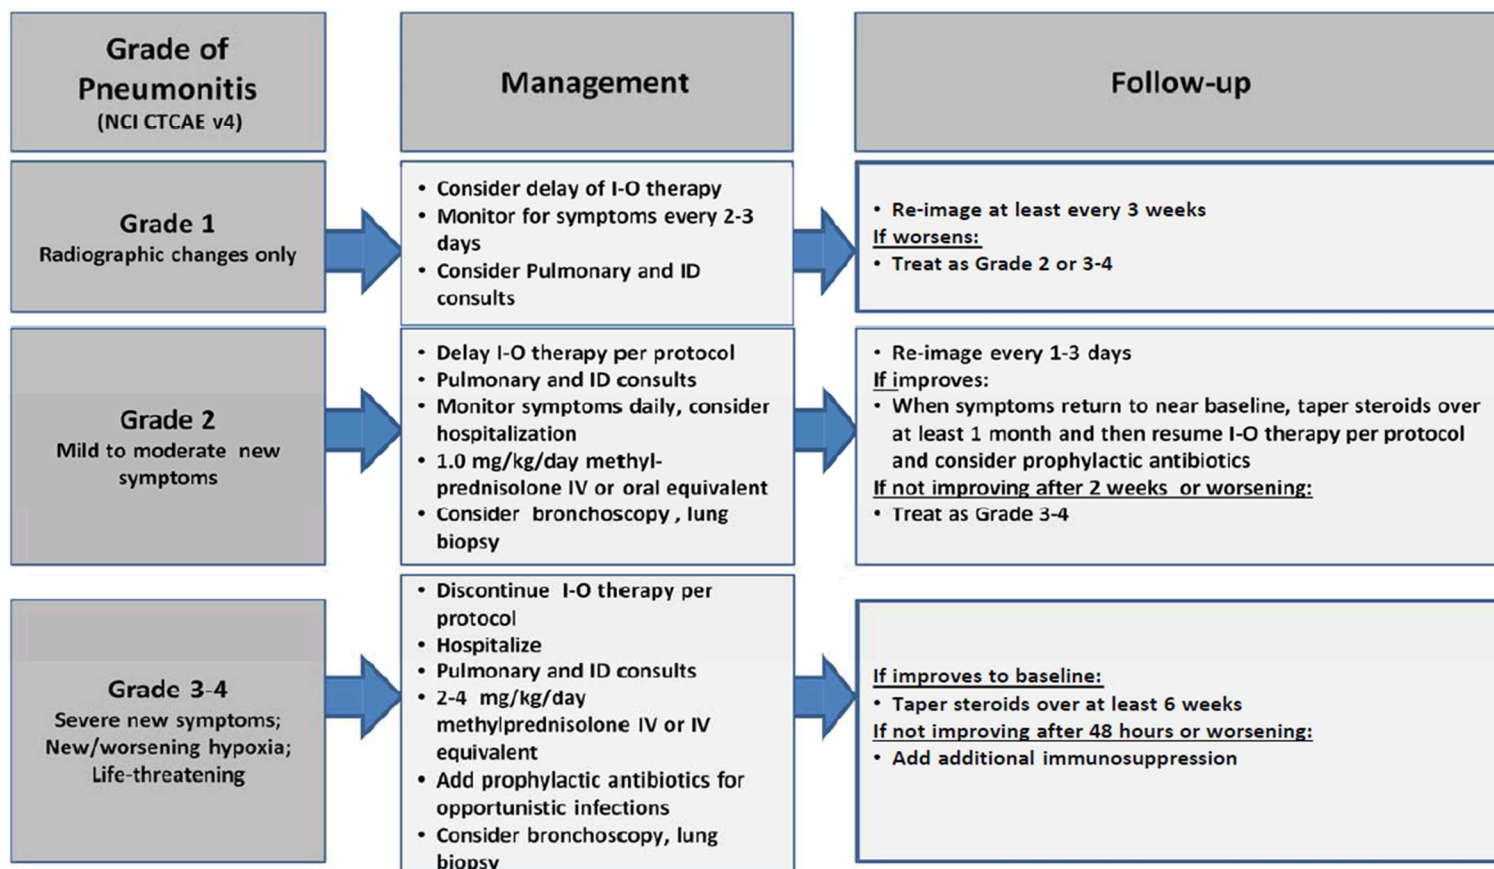 Grade of
Pneumonitis
(NCI CTCAE v4)
Management
Follow-up
Grade 1
Radiographic changes only
• Consider delay of I-O therapy
• Monitor for symptoms every 2-3
days
• Consider Pulmonary and ID
consults
• Re-image at least every 3 weeks
If worsens:
• Treat as Grade 2 or 3-4
Grade 2
Mild to moderate new
symptoms
• Delay I-O therapy per protocol
• Pulmonary and ID consults
• Monitor symptoms daily, consider
hospitalization
• 1.0 mg/kg/day methyl-
prednisolone IV or oral equivalent
• Consider bronchoscopy , lung
biopsy
• Re-image every 1-3 days
If improves:
• When symptoms return to near baseline, taper steroids over
at least 1 month and then resume I-O therapy per protocol
and consider prophylactic antibiotics
If not improving after 2 weeks or worsening:
• Treat as Grade 3-4
Grade 3-4
Severe new symptoms;
New/worsening hypoxia;
Life-threatening
• Discontinue I-O therapy per
protocol
• Hospitalize
• Pulmonary and ID consults
• 2-4 mg/kg/day
methylprednisolone IV or IV
equivalent
• Add prophylactic antibiotics for
opportunistic infections
• Consider bronchoscopy, lung
biopsy
If improves to baseline:
• Taper steroids over at least 6 weeks
If not improving after 48 hours or worsening:
• Add additional immunosuppression